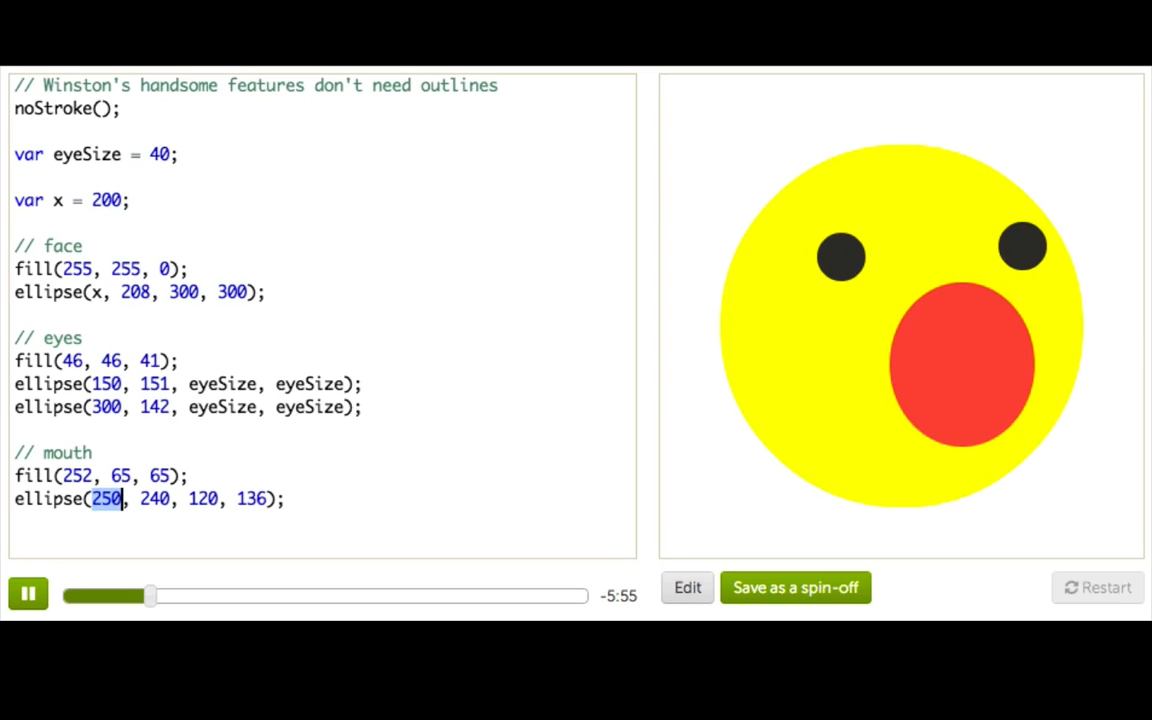 // Winston's handsome features don't need outlines
noStroke();
var eyeSize = 40;
var x = 200;
// face
fill(255, 255, 0);
ellipse(x, 208, 300, 300);
// eyes
fill(46, 46, 41);
ellipse(150, 151, eyeSize, eyeSize);
ellipse(300, 142, eyeSize, eyeSize);
// mouth
fill(252, 65, 65);
ellipse(250, 240, 120, 136);
-5:55
Edit
Save as a spin-off
Restart